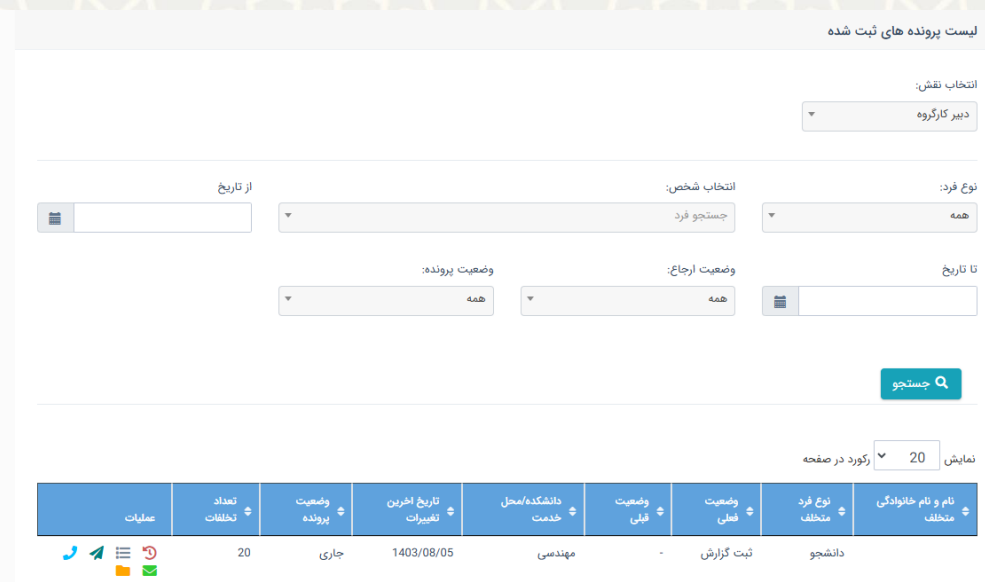 لیست پرونده های ثبت شده
انتخاب نقش:
دبیر کارگروه
نوع فرد:
انتخاب شخص:
از تاریخ
همه
جستجو فرد
تا تاریخ
وضعیت ارجاع:
وضعیت پرونده:
همه
همه
جستجو
نمایش 20 رکورد در صفحه
نام و نام خانوادگی متخلف
نوع فرد متخلف
وضعیت فعلی
وضعیت قبلی
دانشکده/محل خدمت
تاریخ اخرین تغییرات
وضعیت پرونده
تعداد تخلفات
عملیات
دانشجو
ثبت گزارش
-
مهندسی
1403/08/05
جاری
20